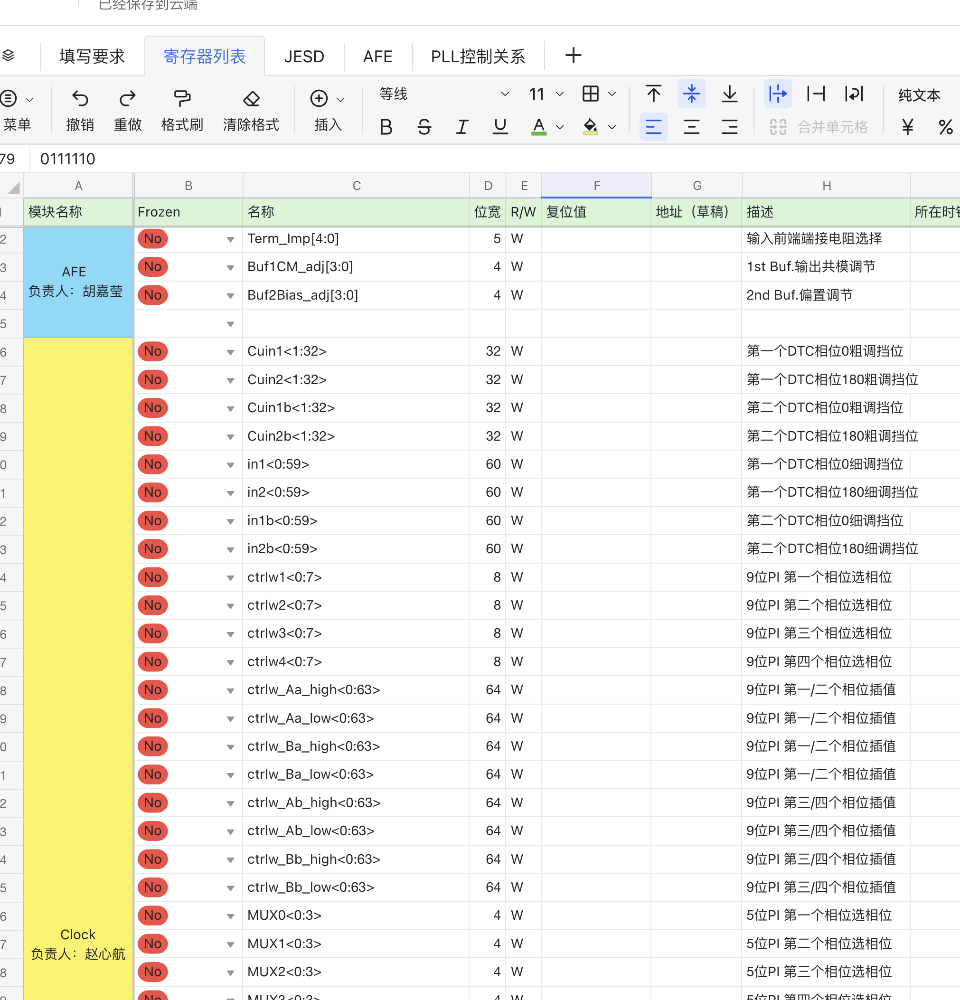 已经保存到云端
填写要求 寄存器列表 JESD AFE PLL控制关系 +
等线 11 纯文本
菜单 撤销 重做 格式刷 清除格式 插入 B S I U A 合并单元格 ¥ %
79 0111110
A B C D E F G H
模块名称 Frozen 名称 位宽 R/W 复位值 地址（草稿） 描述 所在时
2 No Term_Imp[4:0] 5 W 输入前端端接电阻选择
3 No Buf1CM_adj[3:0] 4 W 1st Buf.输出共模调节
AFE
负责人：胡嘉莹
4 No Buf2Bias_adj[3:0] 4 W 2nd Buf.偏置调节
5
6 No Cuin1<1:32> 32 W 第一个DTC相位0粗调挡位
7 No Cuin2<1:32> 32 W 第一个DTC相位180粗调挡位
8 No Cuin1b<1:32> 32 W 第二个DTC相位0粗调挡位
9 No Cuin2b<1:32> 32 W 第二个DTC相位180粗调挡位
0 No in1<0:59> 60 W 第一个DTC相位0细调挡位
1 No in2<0:59> 60 W 第一个DTC相位180细调挡位
2 No in1b<0:59> 60 W 第二个DTC相位0细调挡位
3 No in2b<0:59> 60 W 第二个DTC相位180细调挡位
4 No ctrlw1<0:7> 8 W 9位PI 第一个相位选相位
5 No ctrlw2<0:7> 8 W 9位PI 第二个相位选相位
6 No ctrlw3<0:7> 8 W 9位PI 第三个相位选相位
7 No ctrlw4<0:7> 8 W 9位PI 第四个相位选相位
8 No ctrlw_Aa_high<0:63> 64 W 9位PI 第一/二个相位插值
9 No ctrlw_Aa_low<0:63> 64 W 9位PI 第一/二个相位插值
0 No ctrlw_Ba_high<0:63> 64 W 9位PI 第一/二个相位插值
1 No ctrlw_Ba_low<0:63> 64 W 9位PI 第一/二个相位插值
2 No ctrlw_Ab_high<0:63> 64 W 9位PI 第三/四个相位插值
3 No ctrlw_Ab_low<0:63> 64 W 9位PI 第三/四个相位插值
4 No ctrlw_Bb_high<0:63> 64 W 9位PI 第三/四个相位插值
5 No ctrlw_Bb_low<0:63> 64 W 9位PI 第三/四个相位插值
6 No MUX0<0:3> 4 W 5位PI 第一个相位选相位
Clock
负责人：赵心航
7 No MUX1<0:3> 4 W 5位PI 第二个相位选相位
8 No MUX2<0:3> 4 W 5位PI 第三个相位选相位
No MUX3<0:3> 4 W 5位PI 第四个相位选相位